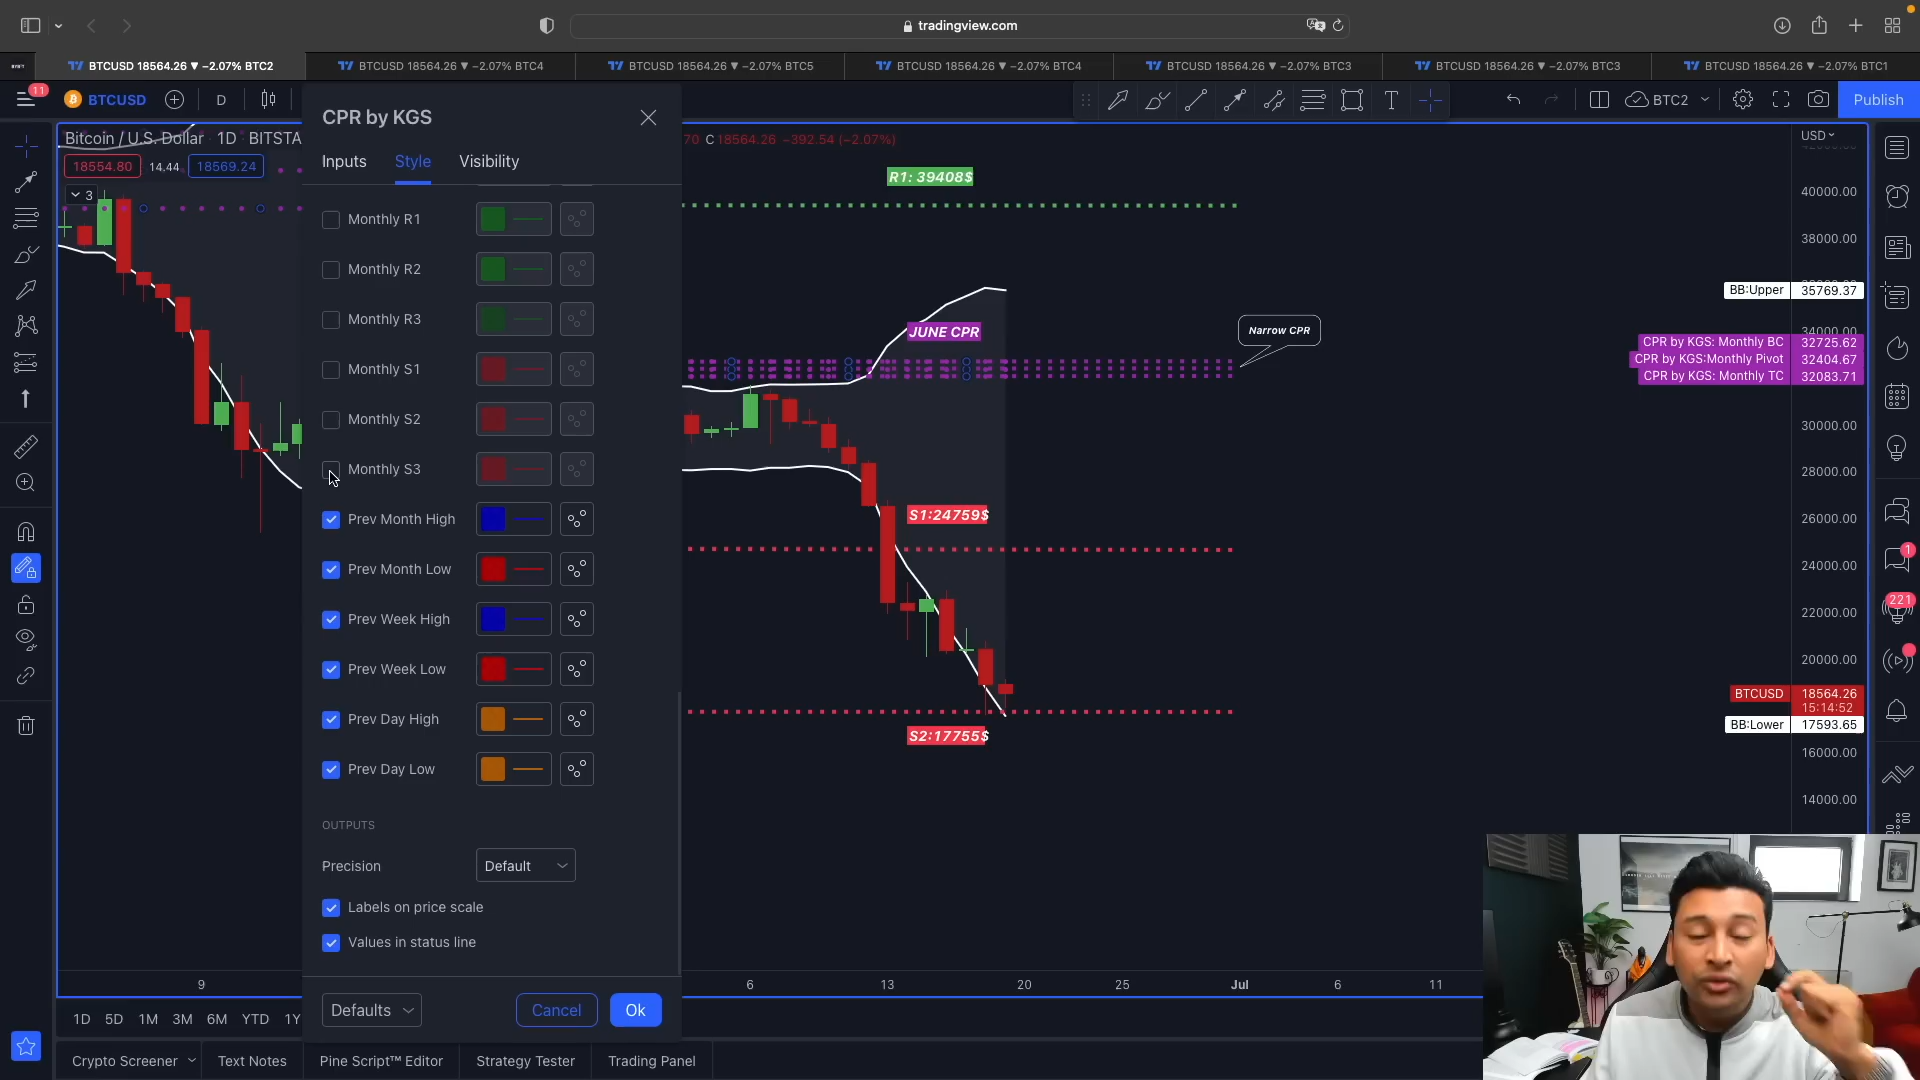 tradingview.com
BTCUSD 18564.26 ▼ −2.07% BTC2
BTCUSD 18564.26 ▼ −2.07% BTC4
BTCUSD 18564.26 ▼ −2.07% BTC5
BTCUSD 18564.26 ▼ −2.07% BTC4
BTCUSD 18564.26 ▼ −2.07% BTC3
BTCUSD 18564.26 ▼ −2.07% BTC3
BTCUSD 18564.26 ▼ −2.07% BTC1
11
BTCUSD
D
BTC2
Publish
Bitcoin / U.S. Dollar · 1D · BITSTA
70 C18564.26 −392.54 (−2.07%)
USD
18554.80
14.44
18569.24
3
CPR by KGS
Inputs
Style
Visibility
Monthly R1
Monthly R2
Monthly R3
Monthly S1
Monthly S2
Monthly S3
Prev Month High
Prev Month Low
Prev Week High
Prev Week Low
Prev Day High
Prev Day Low
OUTPUTS
Precision
Default
Labels on price scale
Values in status line
Defaults
Cancel
Ok
R1: 39408$
JUNE CPR
Narrow CPR
S1:24759$
S2:17755$
40000.00
38000.00
BB:Upper 35769.37
34000.00
CPR by KGS: Monthly BC 32725.62
CPR by KGS:Monthly Pivot 32404.67
CPR by KGS: Monthly TC 32083.71
30000.00
28000.00
26000.00
24000.00
22000.00
20000.00
BTCUSD 18564.26
15:14:52
BB:Lower 17593.65
16000.00
14000.00
1
221
9
6
13
20
25
Jul
6
11
1D
5D
1M
3M
6M
YTD
1Y
Crypto Screener
Text Notes
Pine Script™ Editor
Strategy Tester
Trading Panel